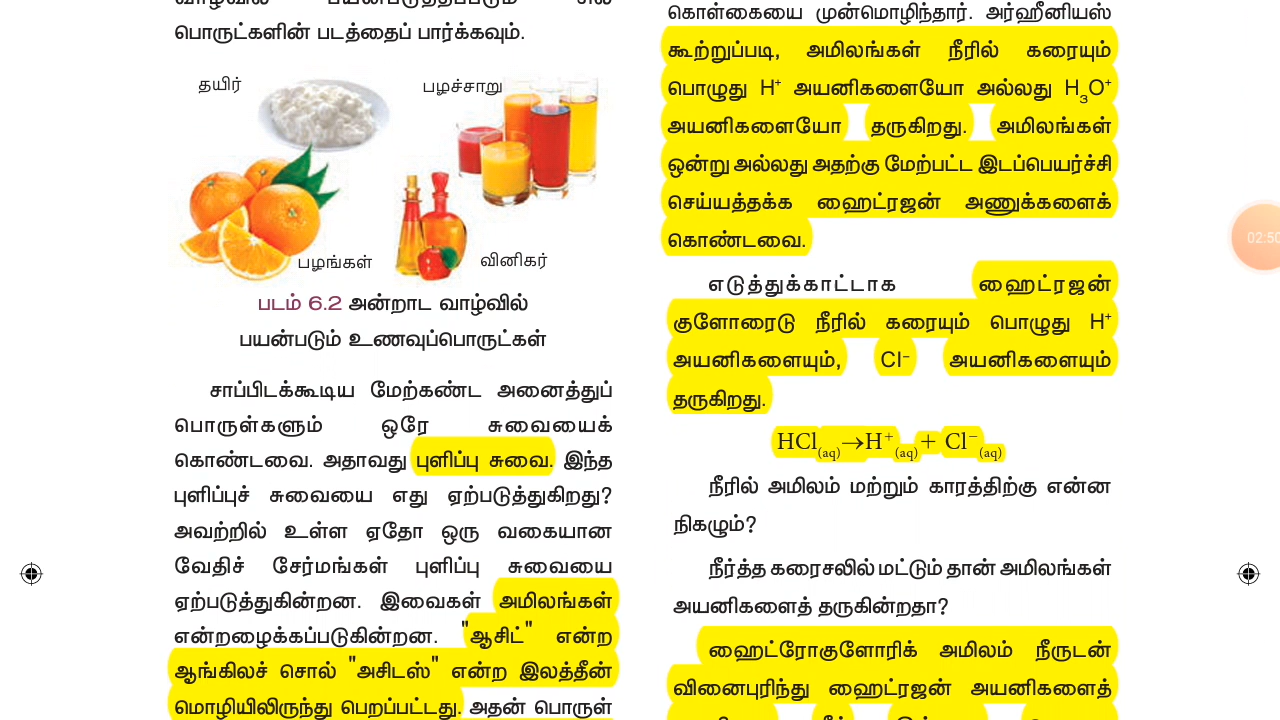 பொருட்களின் படத்தைப் பார்க்கவும்.
தயிர்
பழச்சாறு
பழங்கள்
வினிகர்
படம் 6.2 அன்றாட வாழ்வில்
பயன்படும் உணவுப்பொருட்கள்
சாப்பிடக்கூடிய மேற்கண்ட அனைத்துப்
பொருள்களும் ஒரே சுவையைக்
கொண்டவை. அதாவது புளிப்பு சுவை. இந்த
புளிப்புச் சுவையை எது ஏற்படுத்துகிறது?
அவற்றில் உள்ள ஏதோ ஒரு வகையான
வேதிச் சேர்மங்கள் புளிப்பு சுவையை
ஏற்படுத்துகின்றன. இவைகள் அமிலங்கள்
என்றழைக்கப்படுகின்றன. "ஆசிட்" என்ற
ஆங்கிலச் சொல் "அசிடஸ்" என்ற இலத்தீன்
மொழியிலிருந்து பெறப்பட்டது. அதன் பொருள்
கொள்கையை முன்மொழிந்தார். அர்ஹீனியஸ்
கூற்றுப்படி, அமிலங்கள் நீரில் கரையும்
பொழுது H⁺ அயனிகளையோ அல்லது H₃O⁺
அயனிகளையோ தருகிறது. அமிலங்கள்
ஒன்று அல்லது அதற்கு மேற்பட்ட இடப்பெயர்ச்சி
செய்யத்தக்க ஹைட்ரஜன் அணுக்களைக்
கொண்டவை.
எடுத்துக்காட்டாக ஹைட்ரஜன்
குளோரைடு நீரில் கரையும் பொழுது H⁺
அயனிகளையும், Cl⁻ அயனிகளையும்
தருகிறது.
HCl(aq)→H⁺(aq) + Cl⁻(aq)
நீரில் அமிலம் மற்றும் காரத்திற்கு என்ன
நிகழும்?
நீர்த்த கரைசலில் மட்டும் தான் அமிலங்கள்
அயனிகளைத் தருகின்றதா?
ஹைட்ரோகுளோரிக் அமிலம் நீருடன்
வினைபுரிந்து ஹைட்ரஜன் அயனிகளைத்
02:50